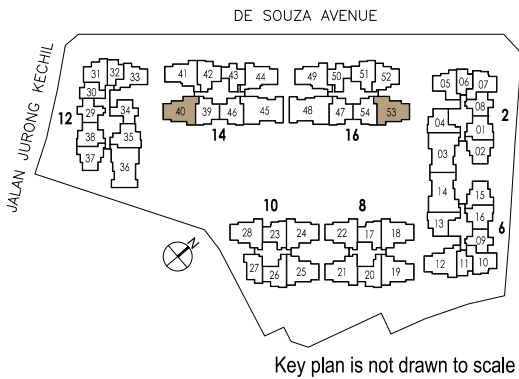 DE SOUZA AVENUE
JALAN JURONG KECHIL
31 32 33
30
29 34
12 38 35
37 36
41 42 43 44
40 39 46 45
14
49 50 51 52
48 47 54 53
16
05 06 07
08
04 01
03 02
2
14 15
13 16
09
12 11 10
6
10
28 23 24
27 26 25
8
22 17 18
21 20 19
N
Key plan is not drawn to scale